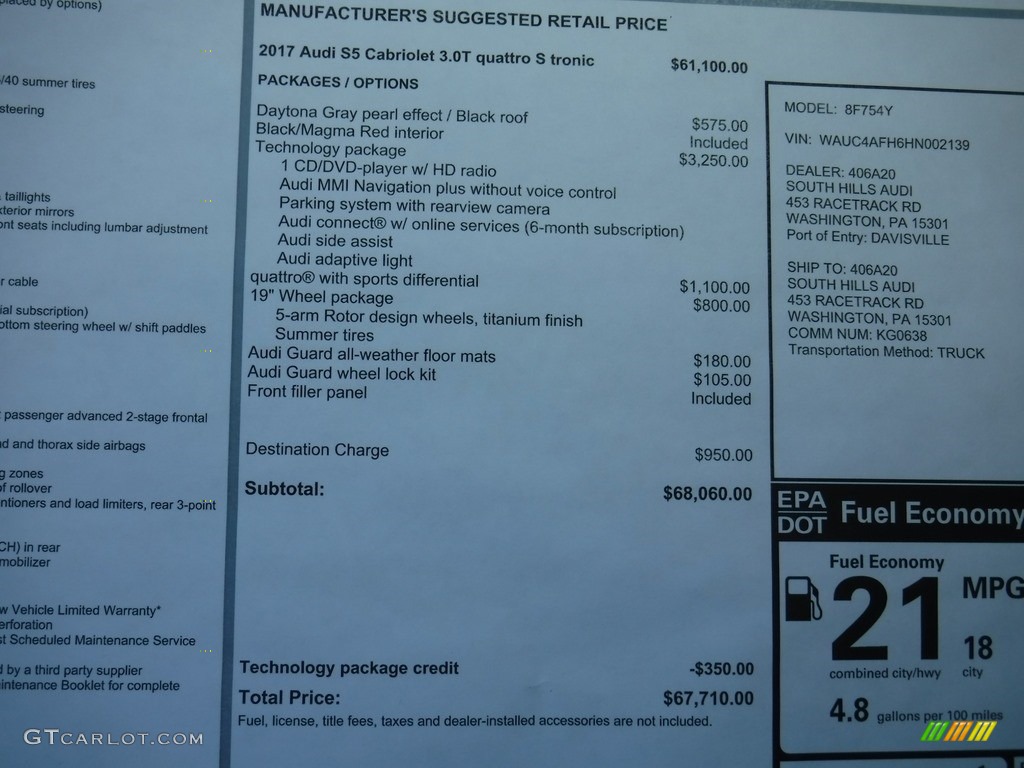 placed by options)
/40 summer tires
steering
taillights
xterior mirrors
ont seats including lumbar adjustment
r cable
ial subscription)
ottom steering wheel w/ shift paddles
passenger advanced 2-stage frontal
nd and thorax side airbags
g zones
of rollover
ntioners and load limiters, rear 3-point
CH) in rear
mobilizer
w Vehicle Limited Warranty*
erforation
st Scheduled Maintenance Service
d by a third party supplier
intenance Booklet for complete
MANUFACTURER'S SUGGESTED RETAIL PRICE
2017 Audi S5 Cabriolet 3.0T quattro S tronic $61,100.00
PACKAGES / OPTIONS
Daytona Gray pearl effect / Black roof $575.00
Black/Magma Red interior Included
Technology package $3,250.00
1 CD/DVD-player w/ HD radio
Audi MMI Navigation plus without voice control
Parking system with rearview camera
Audi connect® w/ online services (6-month subscription)
Audi side assist
Audi adaptive light
quattro® with sports differential $1,100.00
19" Wheel package $800.00
5-arm Rotor design wheels, titanium finish
Summer tires
Audi Guard all-weather floor mats $180.00
Audi Guard wheel lock kit $105.00
Front filler panel Included
Destination Charge $950.00
Subtotal: $68,060.00
Technology package credit -$350.00
Total Price: $67,710.00
Fuel, license, title fees, taxes and dealer-installed accessories are not included.
MODEL: 8F754Y
VIN: WAUC4AFH6HN002139
DEALER: 406A20
SOUTH HILLS AUDI
453 RACETRACK RD
WASHINGTON, PA 15301
Port of Entry: DAVISVILLE
SHIP TO: 406A20
SOUTH HILLS AUDI
453 RACETRACK RD
WASHINGTON, PA 15301
COMM NUM: KG0638
Transportation Method: TRUCK
EPA
DOT
Fuel Economy
Fuel Economy
21 MPG
18
combined city/hwy city
4.8 gallons per 100 miles
GTCARLOT.COM